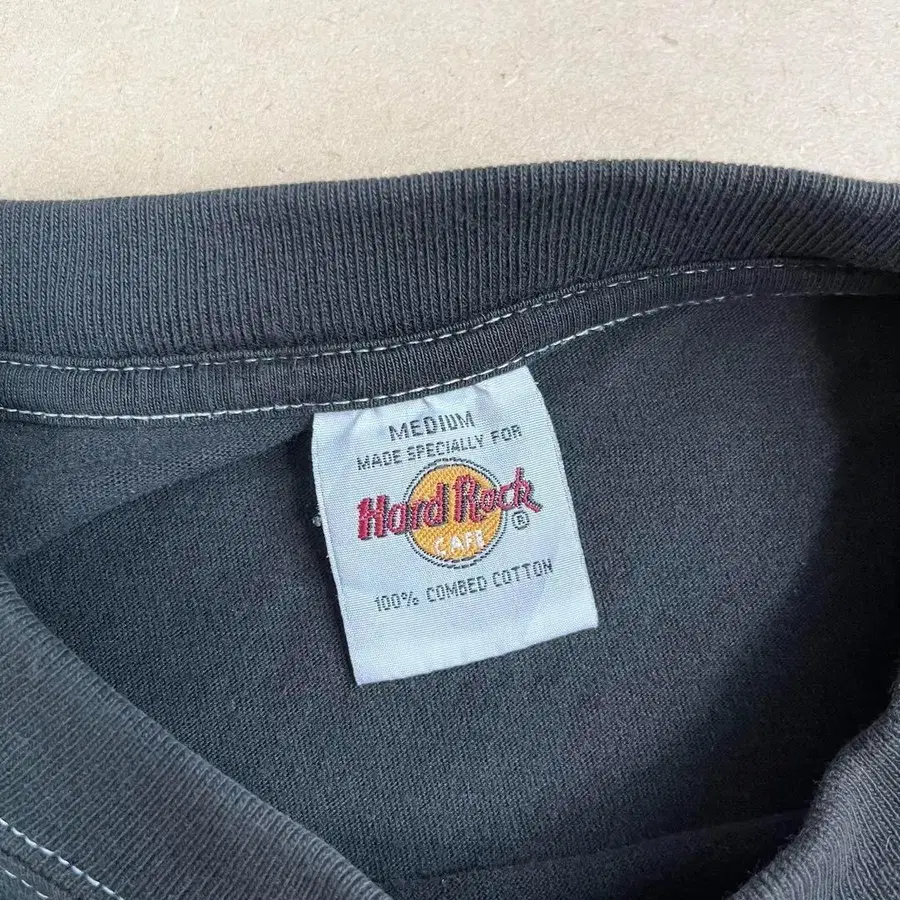 MEDIUM
MADE SPECIALLY FOR
Hard Rock
CAFE ®
100% COMBED COTTON